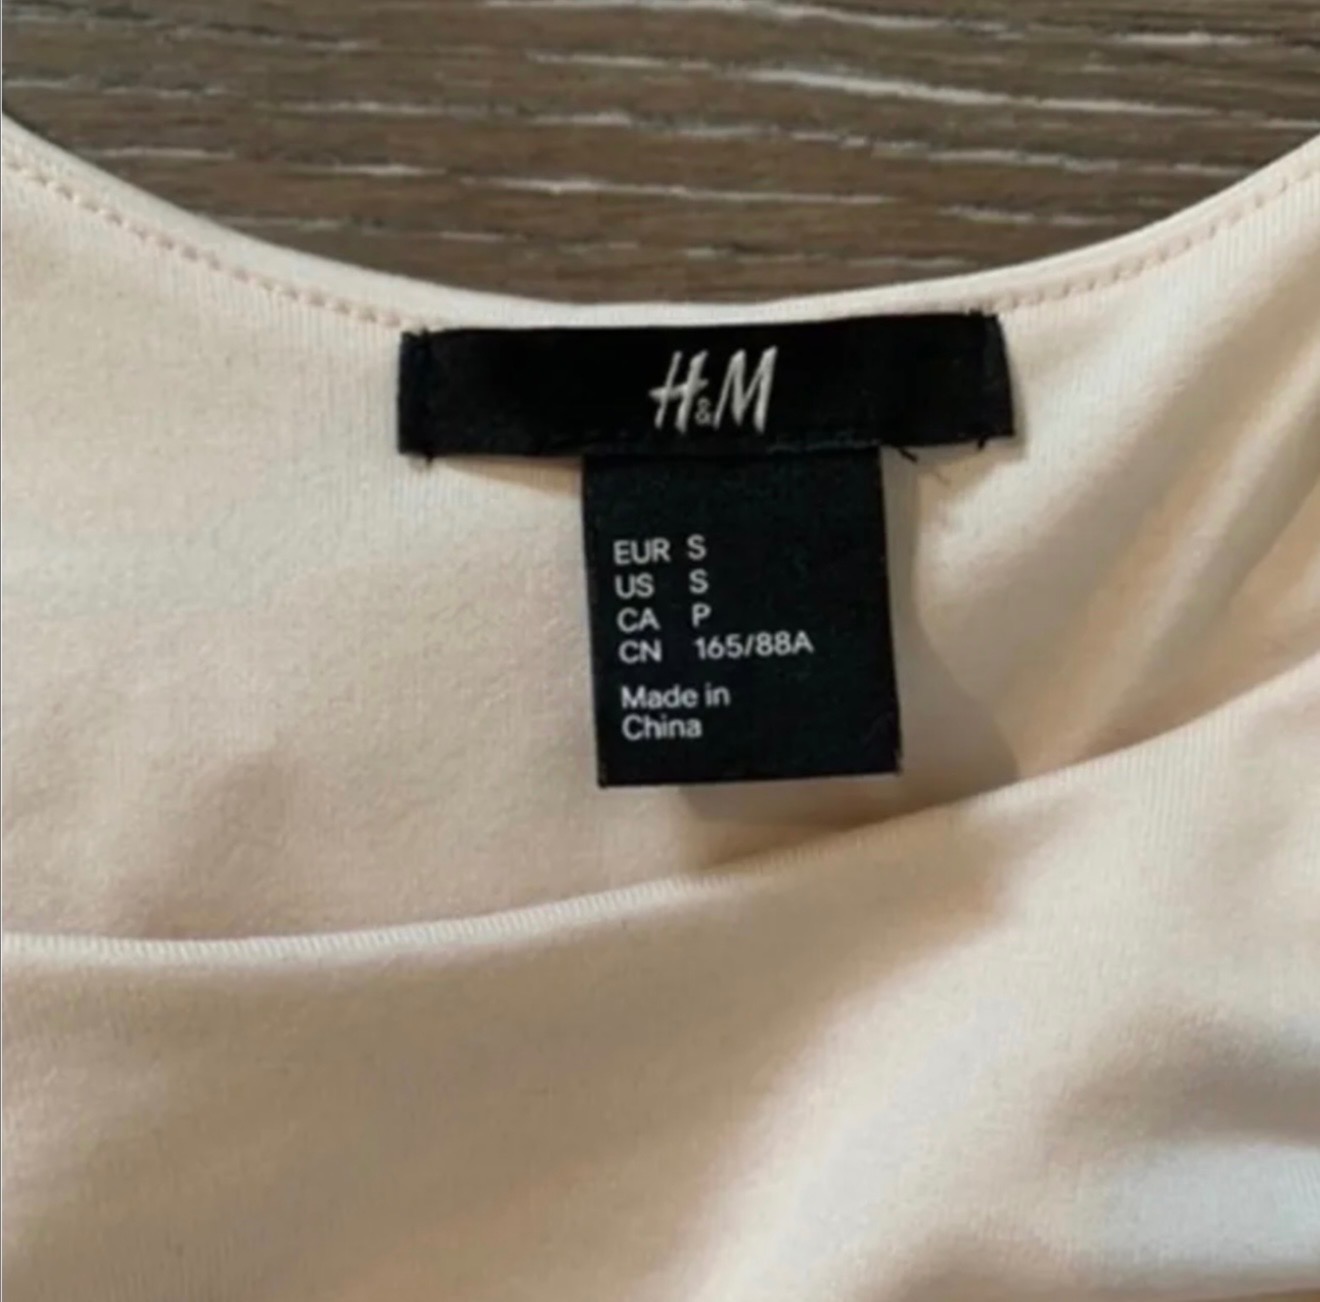 H&M
EUR S
US S
CA P
CN 165/88A
Made in
China